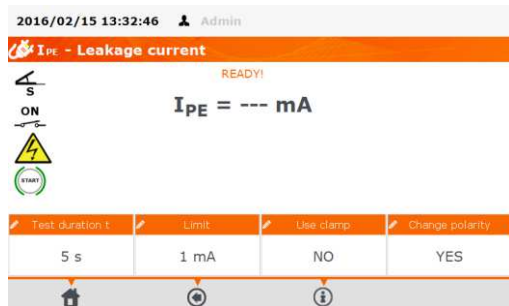 2016/02/15 13:32:46 Admin
IPE - Leakage current
READY!
S
IPE = --- mA
ON
START
Test duration t Limit Use clamp Change polarity
5 s 1 mA NO YES